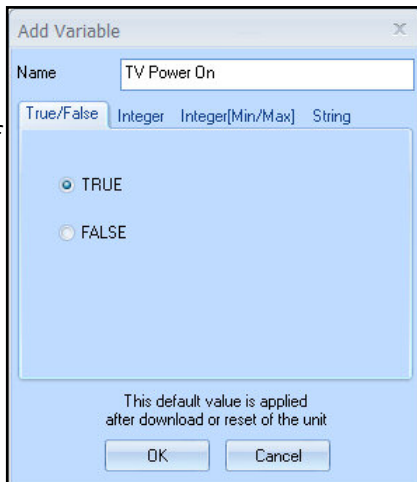 Add Variable x
Name TV Power On
True/False Integer Integer[Min/Max] String
TRUE
FALSE
This default value is applied
after download or reset of the unit
OK Cancel